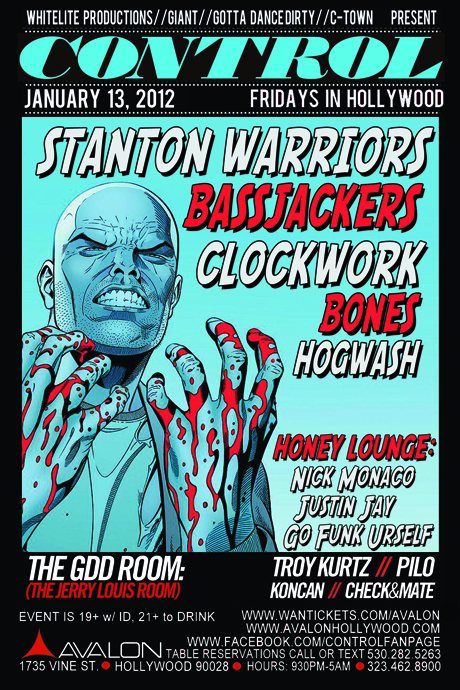 WHITELITE PRODUCTIONS//GIANT//GOTTA DANCE DIRTY//C-TOWN PRESENT
CONTROL
JANUARY 13, 2012 FRIDAYS IN HOLLYWOOD
STANTON WARRIORS
BASSJACKERS
CLOCKWORK
BONES
HOGWASH
HONEY LOUNGE:
NICK MONACO
JUSTIN JAY
GO FUNK URSELF
THE GDD ROOM: TROY KURTZ // PILO
(THE JERRY LOUIS ROOM) KONCAN // CHECK&MATE
EVENT IS 19+ w/ ID, 21+ to DRINK WWW.WANTICKETS.COM/AVALON
WWW.AVALONHOLLYWOOD.COM
WWW.FACEBOOK.COM/CONTROLFANPAGE
AVALON TABLE RESERVATIONS CALL OR TEXT 530.282.5263
1735 VINE ST. ● HOLLYWOOD 90028 ● HOURS: 930PM-5AM ● 323.462.8900